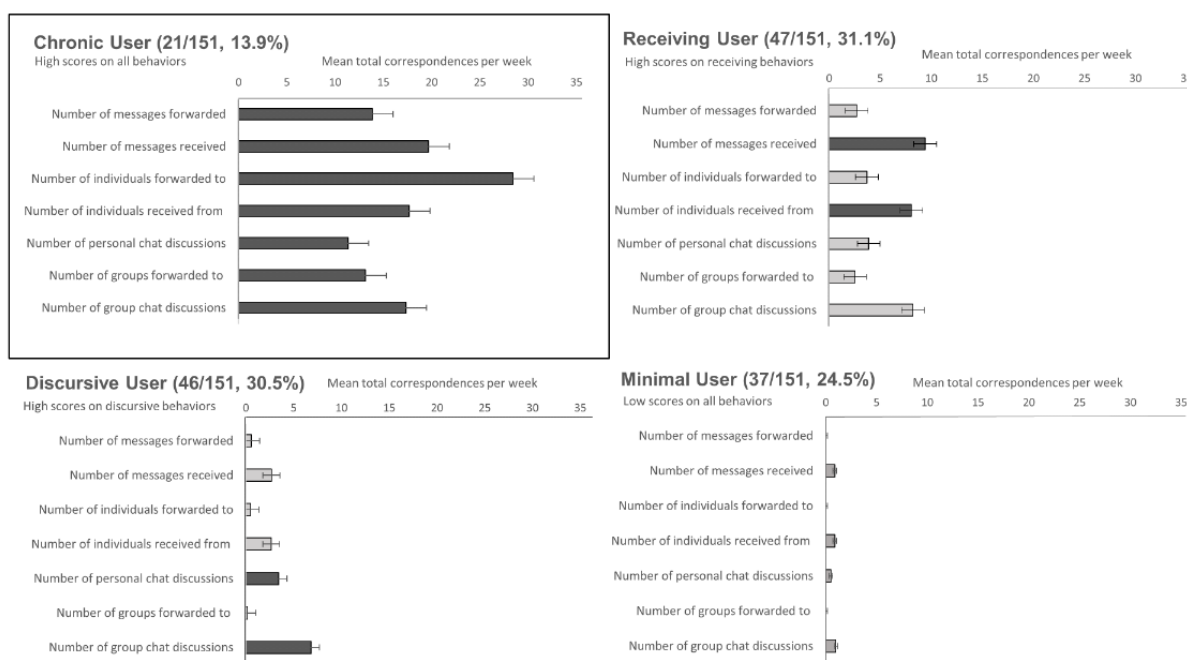 Chronic User (21/151, 13.9%)
High scores on all behaviors
Mean total correspondences per week
0 5 10 15 20 25 30 35
Number of messages forwarded
Number of messages received
Number of individuals forwarded to
Number of individuals received from
Number of personal chat discussions
Number of groups forwarded to
Number of group chat discussions
Receiving User (47/151, 31.1%)
High scores on receiving behaviors
Mean total correspondences per week
0 5 10 15 20 25 30
Number of messages forwarded
Number of messages received
Number of individuals forwarded to
Number of individuals received from
Number of personal chat discussions
Number of groups forwarded to
Number of group chat discussions
Discursive User (46/151, 30.5%)
Mean total correspondences per week
High scores on discursive behaviors
0 5 10 15 20 25 30 35
Number of messages forwarded
Number of messages received
Number of individuals forwarded to
Number of individuals received from
Number of personal chat discussions
Number of groups forwarded to
Number of group chat discussions
Minimal User (37/151, 24.5%)
Mean total correspondences per week
Low scores on all behaviors
0 5 10 15 20 25 30 35
Number of messages forwarded
Number of messages received
Number of individuals forwarded to
Number of individuals received from
Number of personal chat discussions
Number of groups forwarded to
Number of group chat discussions